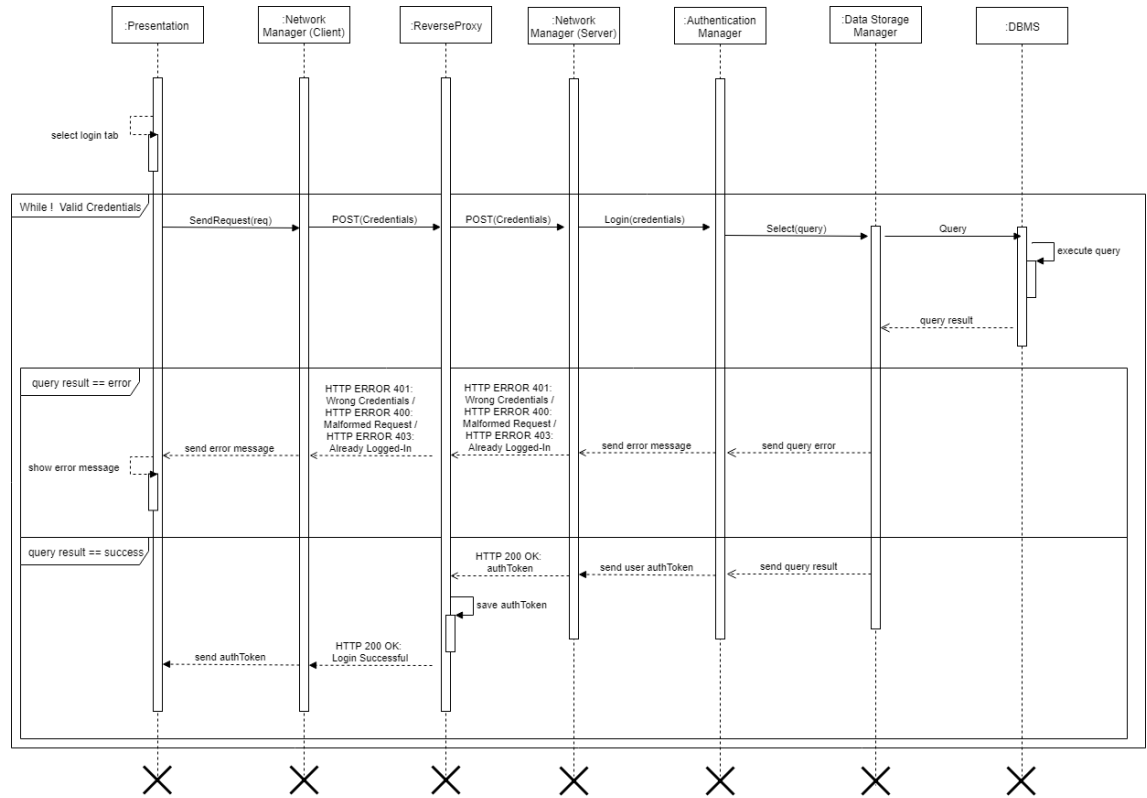 :Presentation
:Network
Manager (Client)
:ReverseProxy
:Network
Manager (Server)
:Authentication
Manager
:Data Storage
Manager
:DBMS
select login tab
While ! Valid Credentials
SendRequest(req)
POST(Credentials)
POST(Credentials)
Login(credentials)
Select(query)
Query
execute query
query result
query result == error
HTTP ERROR 401:
Wrong Credentials /
HTTP ERROR 400:
Malformed Request /
HTTP ERROR 403:
Already Logged-In
HTTP ERROR 401:
Wrong Credentials /
HTTP ERROR 400:
Malformed Request /
HTTP ERROR 403:
Already Logged-In
send error message
send error message
send query error
show error message
query result == success
HTTP 200 OK:
authToken
send user authToken
send query result
save authToken
HTTP 200 OK:
Login Successful
send authToken